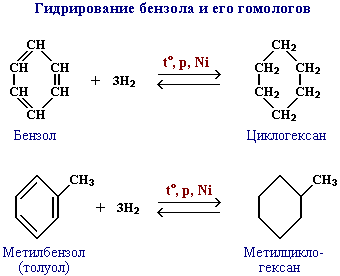 Гидрирование бензола и его гомологов
CH
CH CH
CH CH
CH
+ 3H2
t°, p, Ni
CH2
CH2 CH2
CH2 CH2
CH2
Бензол
Циклогексан
CH3
+ 3H2
t°, p, Ni
CH3
Метилбензол
(толуол)
Метилцикло-
гексан